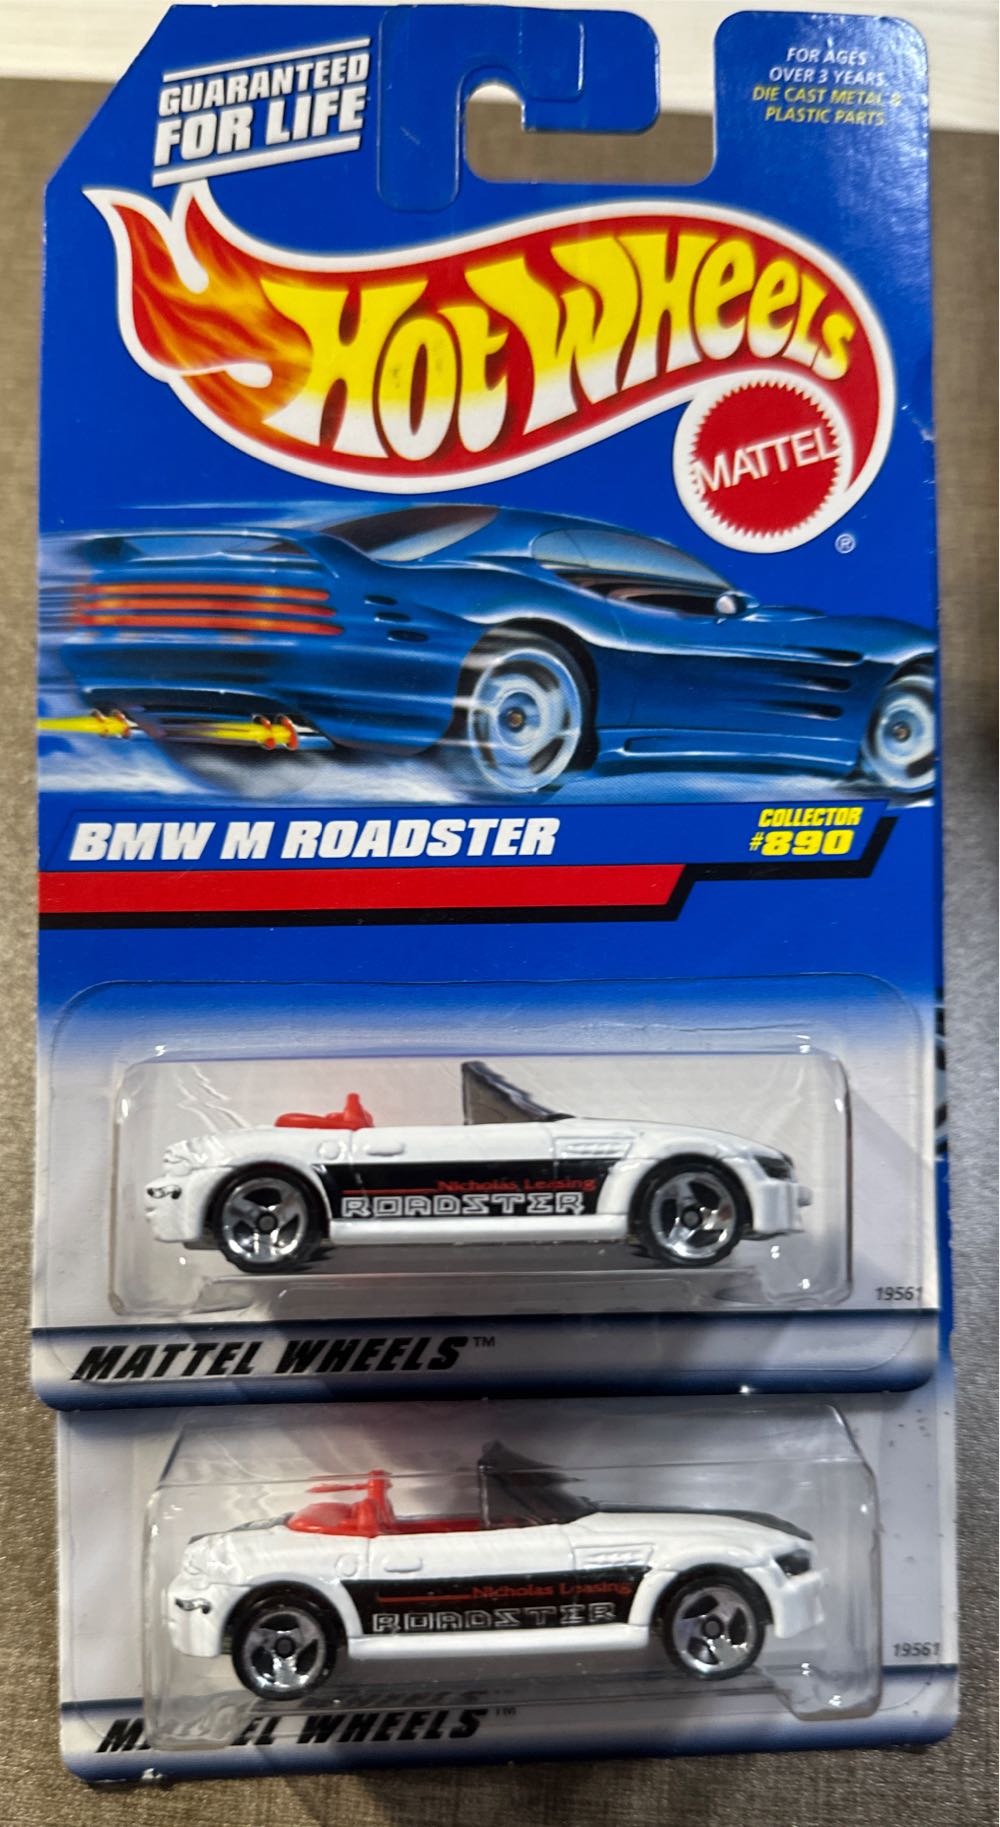 GUARANTEED
FOR LIFE
FOR AGES
OVER 3 YEARS.
DIE CAST METAL &
PLASTIC PARTS.
HOT WHEELS
MATTEL
®
BMW M ROADSTER
COLLECTOR
#890
Nicholas Leasing
ROADSTER
19561
MATTEL WHEELS™
Nicholas Leasing
ROADSTER
19561
WHEELS™